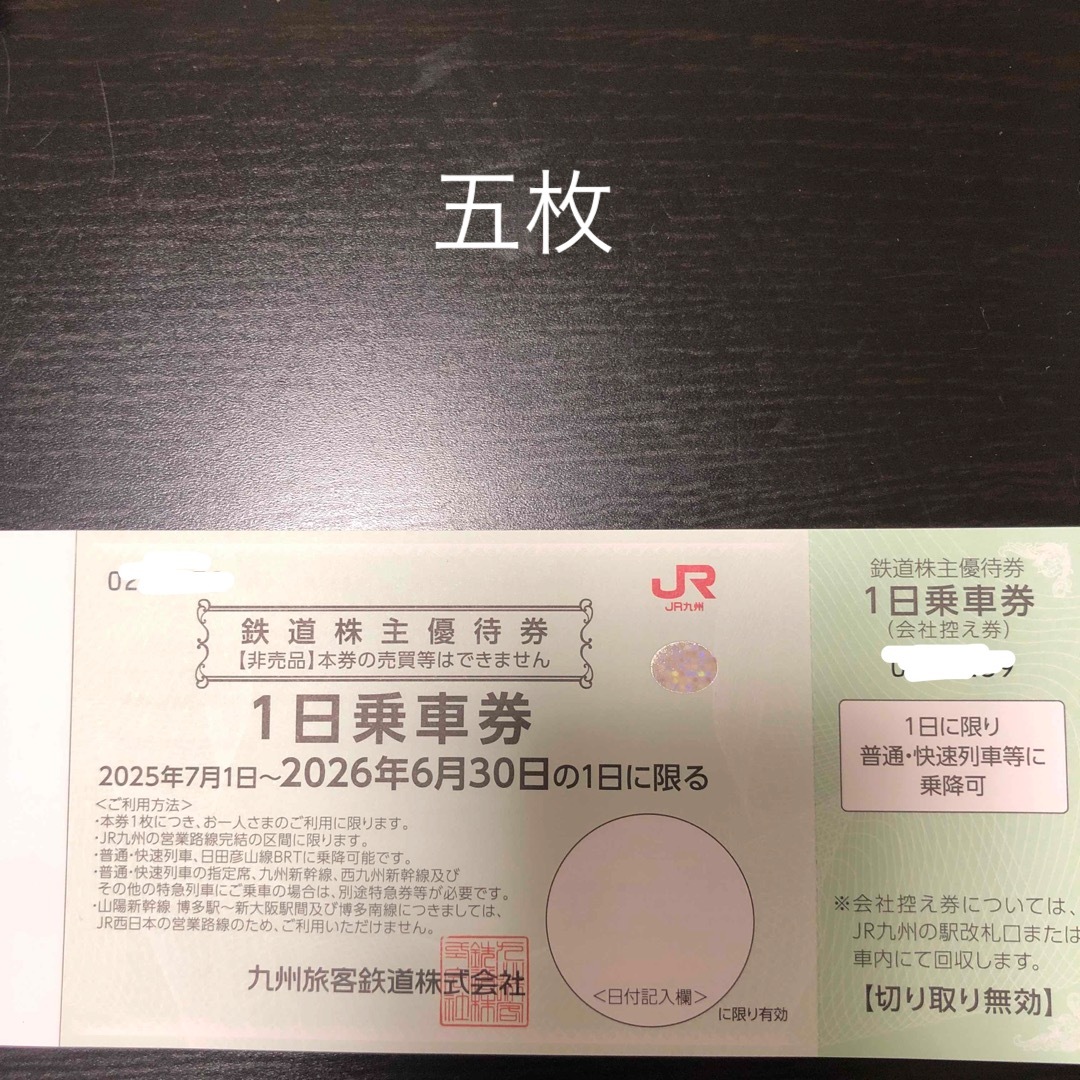 五枚
02
JR
JR九州
鉄道株主優待券
【非売品】本券の売買等はできません
1日乗車券
2025年7月1日~2026年6月30日の1日に限る
<ご利用方法>
・本券1枚につき、お一人さまのご利用に限ります。
・JR九州の営業路線完結の区間に限ります。
・普通・快速列車、日田彦山線BRTに乗降可能です。
・普通・快速列車の指定席、九州新幹線、西九州新幹線及び
その他の特急列車にご乗車の場合は、別途特急券等が必要です。
・山陽新幹線 博多駅~新大阪駅間及び博多南線につきましては、
JR西日本の営業路線のため、ご利用いただけません。
九州旅客鉄道株式会社
<日付記入欄>
に限り有効
鉄道株主優待券
1日乗車券
(会社控え券)
1日に限り
普通・快速列車等に
乗降可
※会社控え券については、
JR九州の駅改札口または
車内にて回収します。
【切り取り無効】